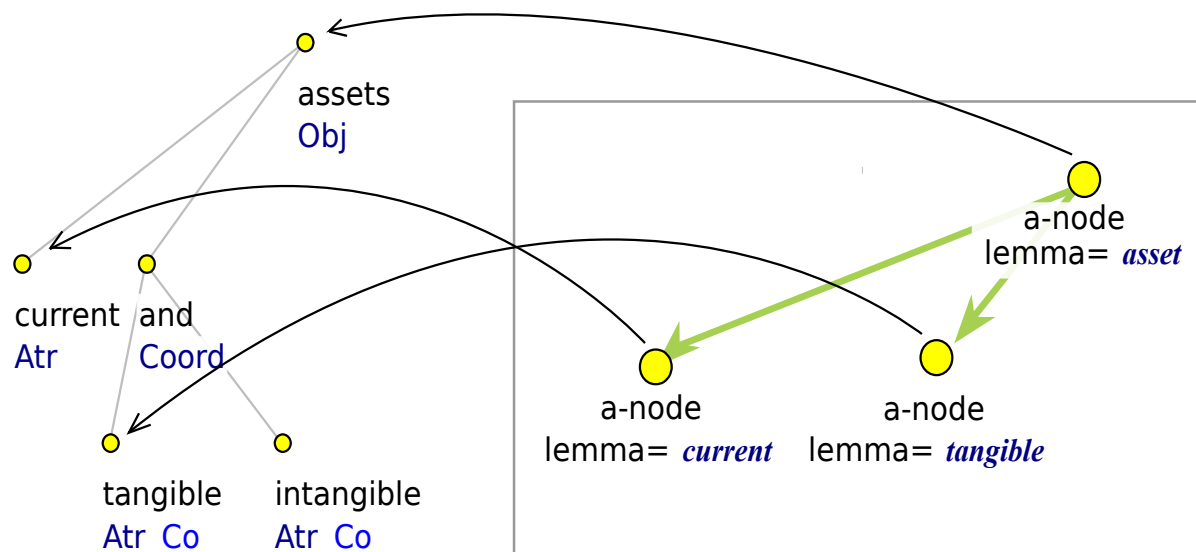 assets
Obj
current and
Atr Coord
tangible intangible
Atr Co Atr Co
a-node
lemma= asset
a-node
lemma= current
a-node
lemma= tangible